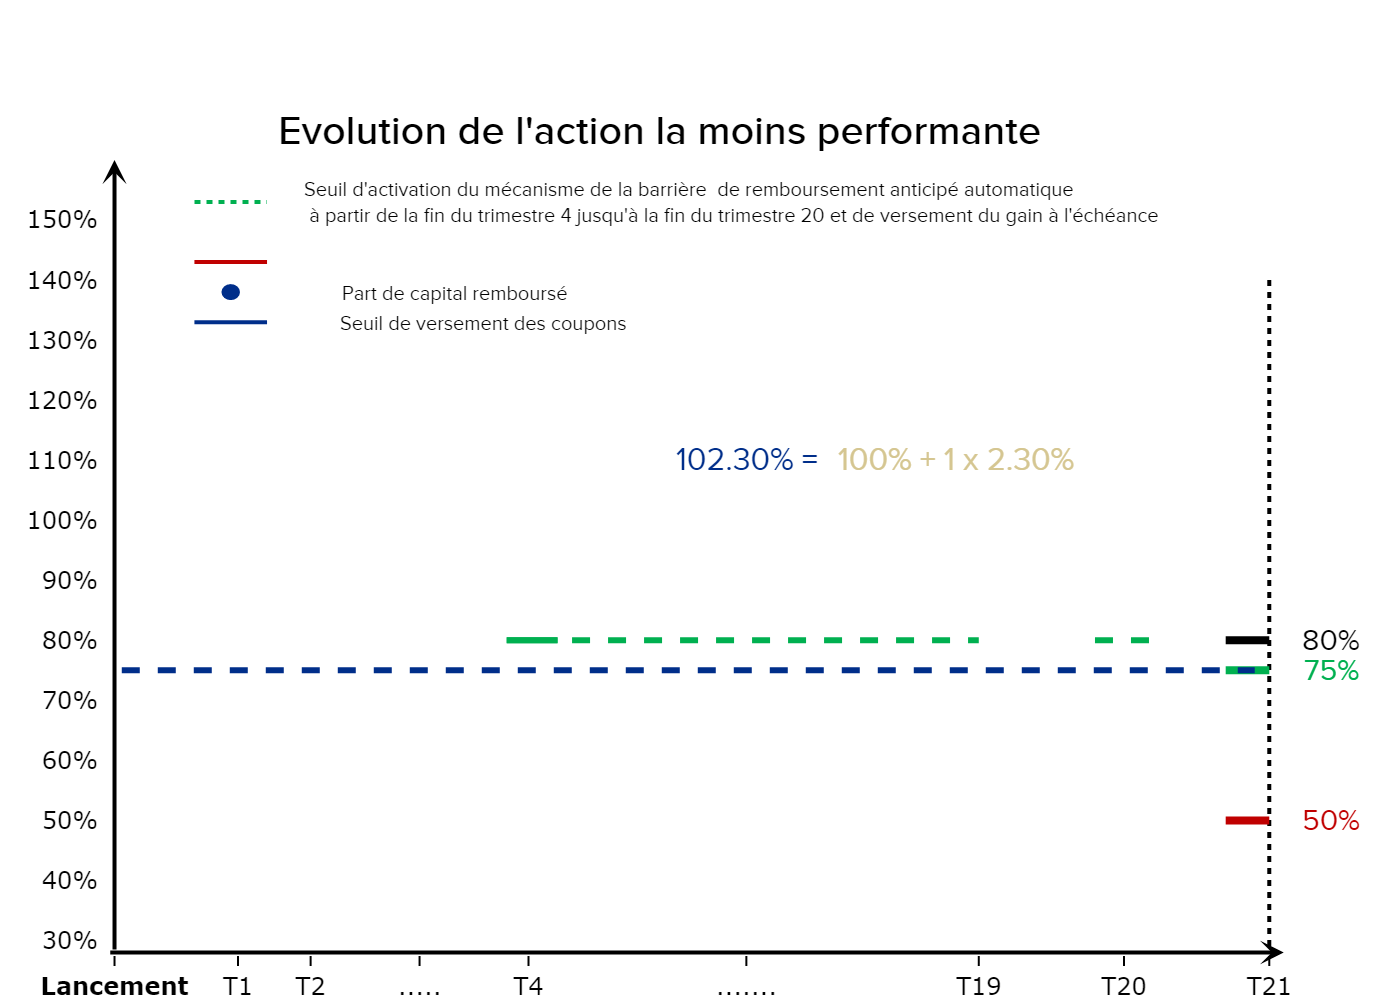 Evolution de l'action la moins performante
Seuil d'activation du mécanisme de la barrière  de remboursement anticipé automatique
à partir de la fin du trimestre 4 jusqu'à la fin du trimestre 20 et de versement du gain à l'échéance
150%
140%
Part de capital remboursé
Seuil de versement des coupons
130%
120%
110%
102.30% = 100% + 1 x 2.30%
100%
90%
80%
80%
75%
70%
60%
50%
50%
40%
30%
Lancement T1 T2 ..... T4 ....... T19 T20 T21